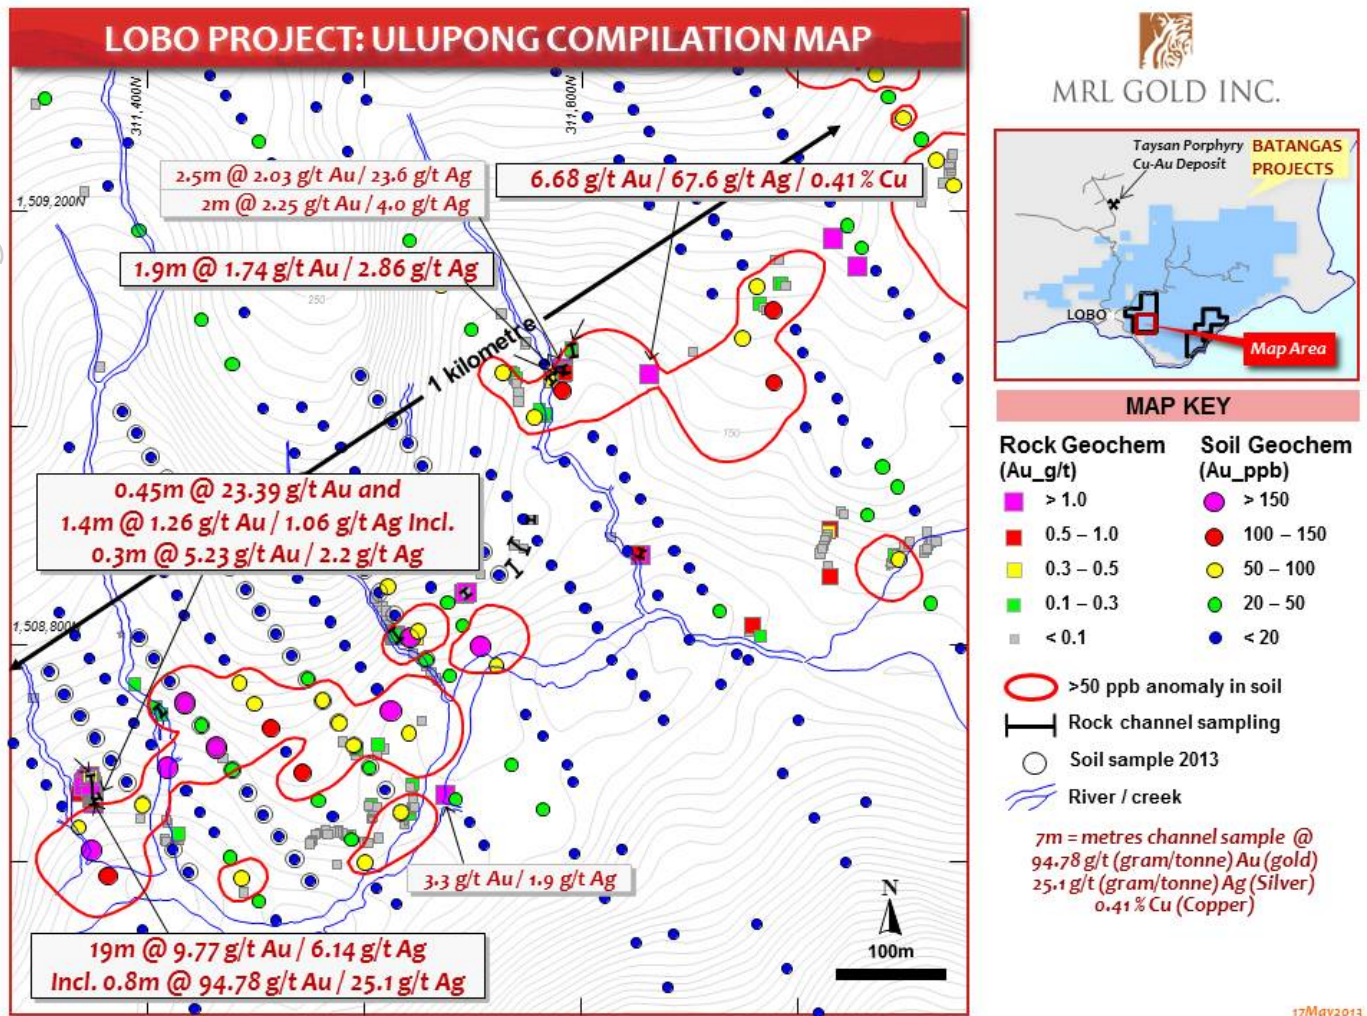 LOBO PROJECT: ULUPONG COMPILATION MAP
311,400N
311,800N
2.5m @ 2.03 g/t Au / 23.6 g/t Ag
2m @ 2.25 g/t Au / 4.0 g/t Ag
6.68 g/t Au / 67.6 g/t Ag / 0.41 % Cu
1,509,200N
1.9m @ 1.74 g/t Au / 2.86 g/t Ag
250
1 kilometre
150
0.45m @ 23.39 g/t Au and
1.4m @ 1.26 g/t Au / 1.06 g/t Ag Incl.
0.3m @ 5.23 g/t Au / 2.2 g/t Ag
1,508,800N
3.3 g/t Au / 1.9 g/t Ag
19m @ 9.77 g/t Au / 6.14 g/t Ag
Incl. 0.8m @ 94.78 g/t Au / 25.1 g/t Ag
N
100m
MRL GOLD INC.
Taysan Porphyry
Cu-Au Deposit
BATANGAS
PROJECTS
LOBO
Map Area
MAP KEY
Rock Geochem
(Au_g/t)
> 1.0
0.5 – 1.0
0.3 – 0.5
0.1 – 0.3
< 0.1
Soil Geochem
(Au_ppb)
> 150
100 – 150
50 – 100
20 – 50
< 20
>50 ppb anomaly in soil
Rock channel sampling
Soil sample 2013
River / creek
7m = metres channel sample @
94.78 g/t (gram/tonne) Au (gold)
25.1 g/t (gram/tonne) Ag (Silver)
0.41 % Cu (Copper)
17May2013